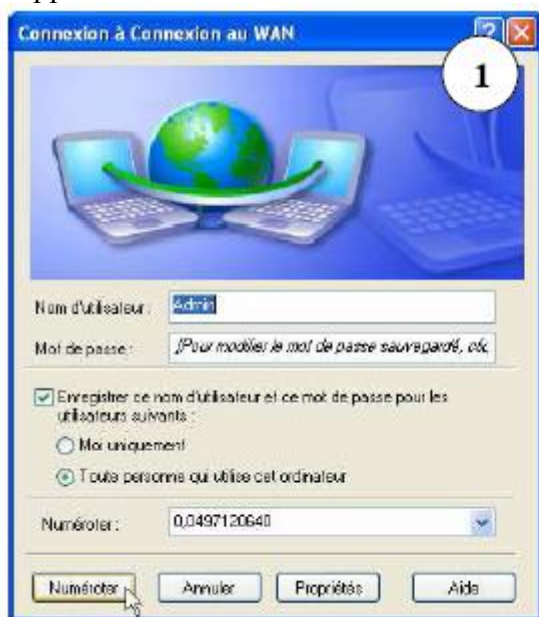 Connexion à Connexion au WAN
1
Nom d'utilisateur :
Admin
Mot de passe :
[Pour modifier le mot de passe sauvegardé, clic
Enregistrer ce nom d'utilisateur et ce mot de passe pour les
utilisateurs suivants :
Moi uniquement
Toute personne qui utilise cet ordinateur
Numéroter :
0,0497120640
Numéroter
Annuler
Propriétés
Aide